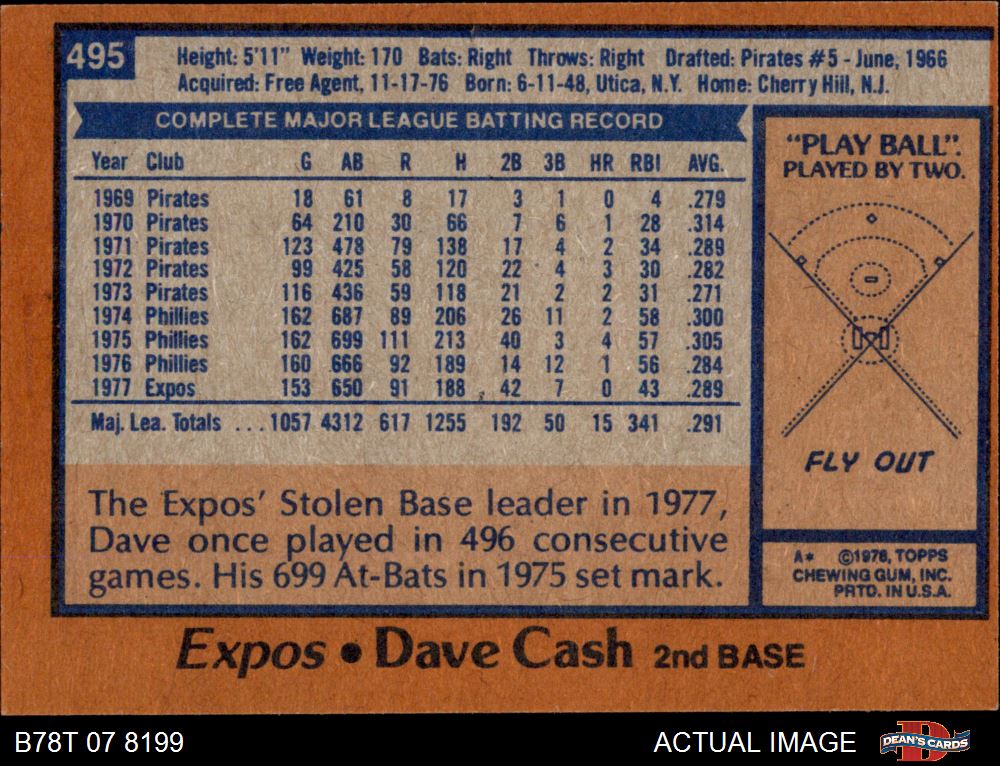 495
Height: 5'11" Weight: 170 Bats: Right Throws: Right Drafted: Pirates #5 - June, 1966
Acquired: Free Agent, 11-17-76 Born: 6-11-48, Utica, N.Y. Home: Cherry Hill, N.J.
COMPLETE MAJOR LEAGUE BATTING RECORD
Year Club G AB R H 2B 3B HR RBI AVG.
1969 Pirates 18 61 8 17 3 1 0 4 .279
1970 Pirates 64 210 30 66 7 6 1 28 .314
1971 Pirates 123 478 79 138 17 4 2 34 .289
1972 Pirates 99 425 58 120 22 4 3 30 .282
1973 Pirates 116 436 59 118 21 2 2 31 .271
1974 Phillies 162 687 89 206 26 11 2 58 .300
1975 Phillies 162 699 111 213 40 3 4 57 .305
1976 Phillies 160 666 92 189 14 12 1 56 .284
1977 Expos 153 650 91 188 42 7 0 43 .289
Maj. Lea. Totals ...1057 4312 617 1255 192 50 15 341 .291
The Expos' Stolen Base leader in 1977,
Dave once played in 496 consecutive
games. His 699 At-Bats in 1975 set mark.
"PLAY BALL".
PLAYED BY TWO.
FLY OUT
A* ©1978, TOPPS
CHEWING GUM, INC.
PRTD. IN U.S.A.
Expos • Dave Cash 2nd BASE
B78T 07 8199
ACTUAL IMAGE
D
DEAN'S CARDS